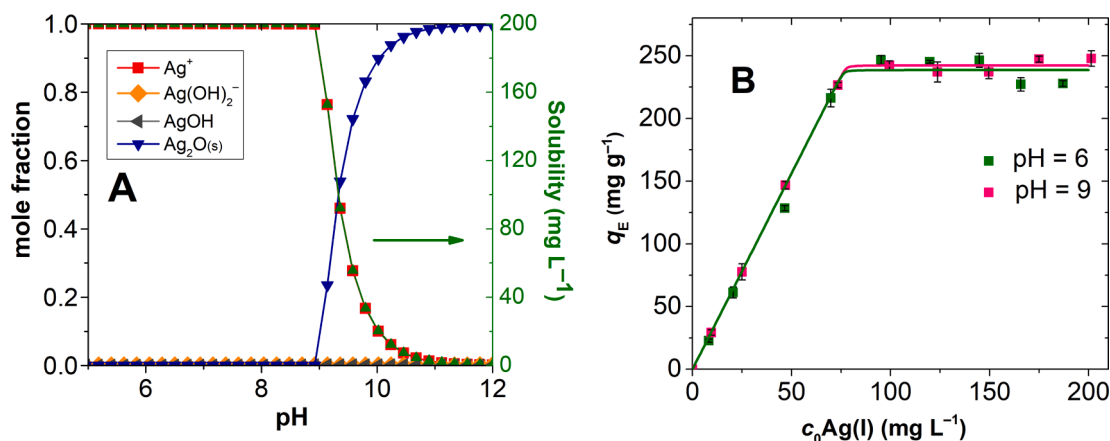 1.0
0.8
0.6
0.4
0.2
0.0
mole fraction
Ag⁺
Ag(OH)₂⁻
AgOH
Ag₂O(s)
A
200
160
120
80
40
0
Solubility (mg L⁻¹)
6 8 10 12
pH
250
200
150
100
50
0
qE (mg g⁻¹)
B
pH = 6
pH = 9
0 50 100 150 200
c₀Ag(I) (mg L⁻¹)